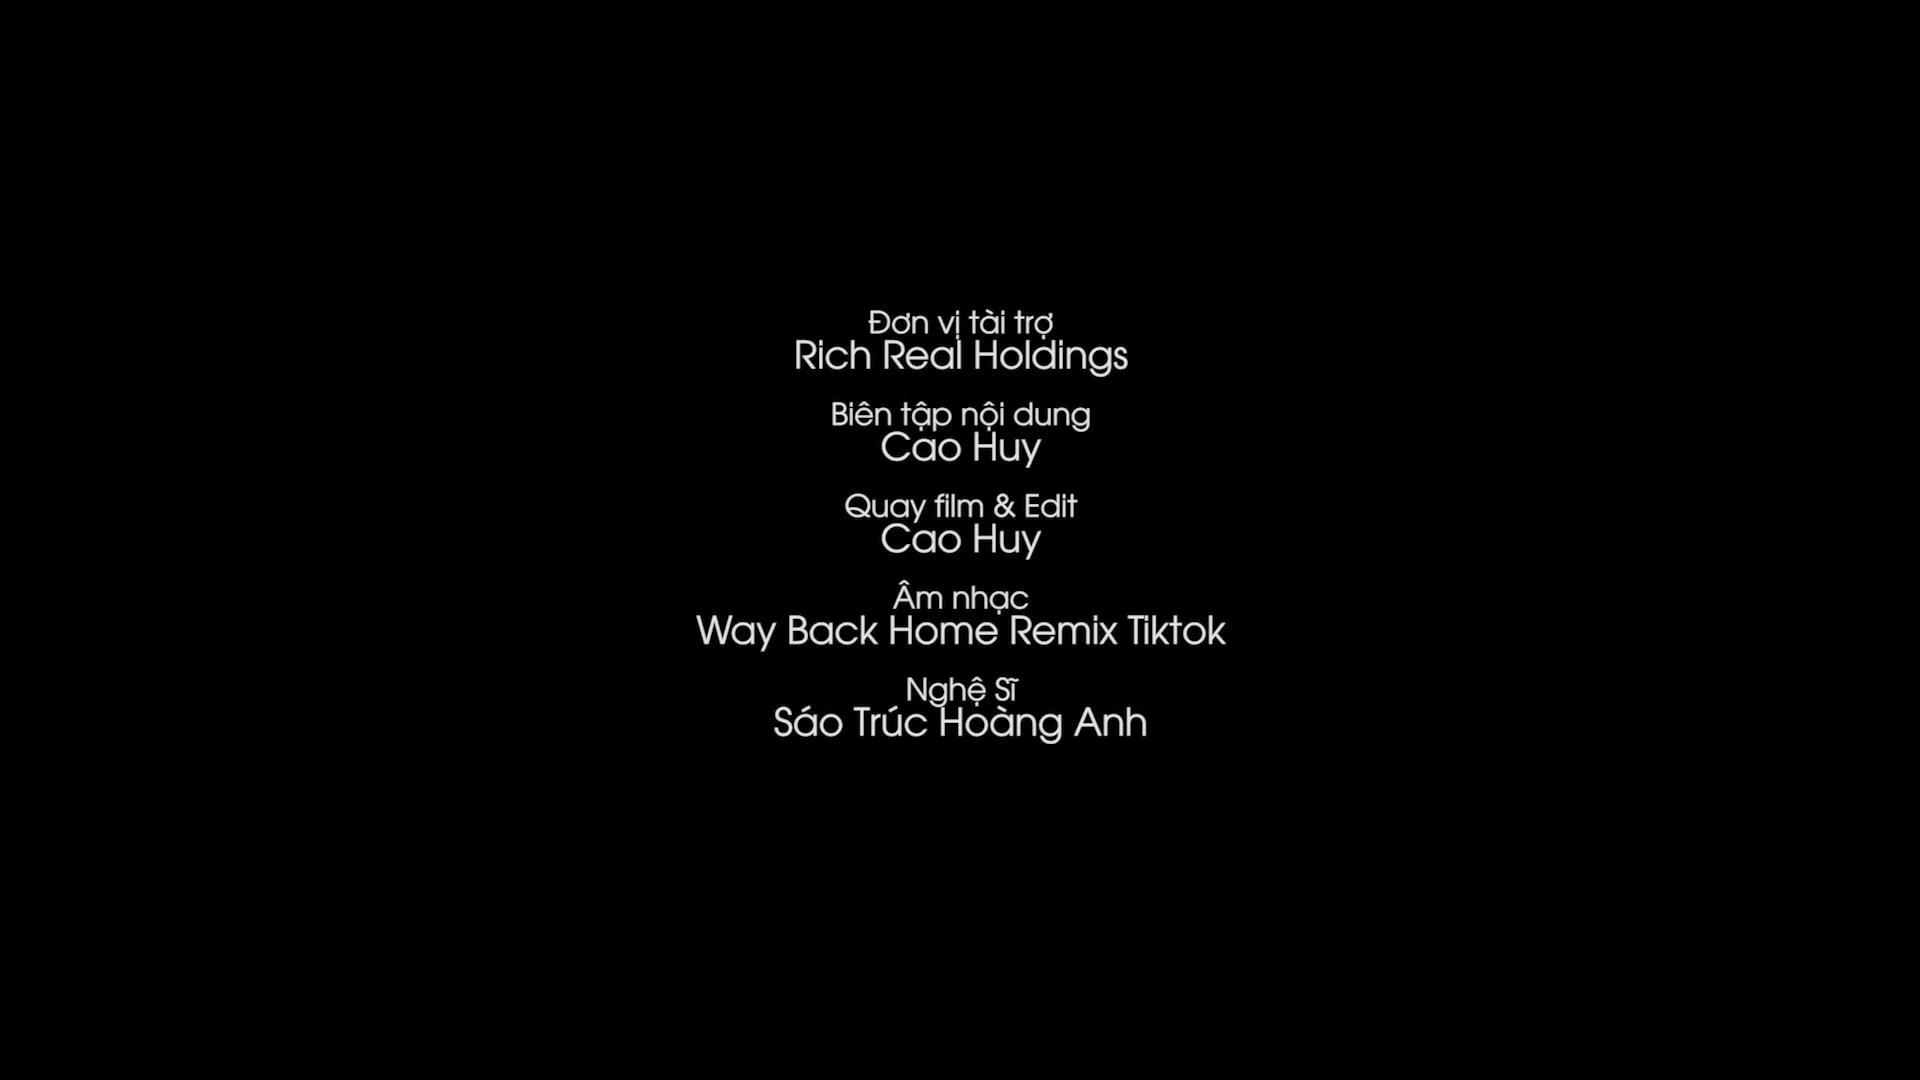 Đơn vị tài trợ
Rich Real Holdings
Biên tập nội dung
Cao Huy
Quay film & Edit
Cao Huy
Âm nhạc
Way Back Home Remix Tiktok
Nghệ Sĩ
Sáo Trúc Hoàng Anh